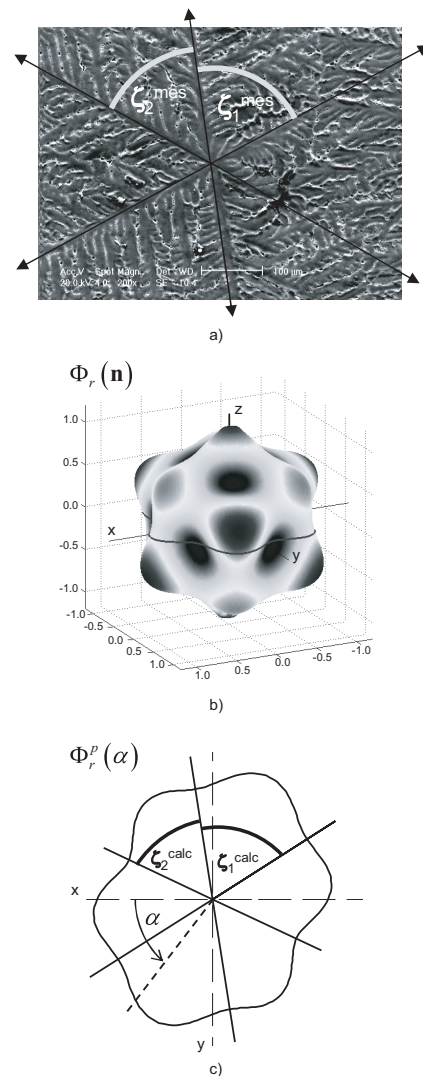 ζ₂ᵐᵉˢ ζ₁ᵐᵉˢ
Acc.V Spot Magn Det WD 100 µm
20.0 kV 4.0 200x SE 10.4
a)
Φᵣ (n)
z
1.0
0.5
0.0
-0.5
-1.0
x
y
-1.0 -0.5 0.0 0.5 1.0
1.0 0.5 0.0 -0.5 -1.0
b)
Φᵣᵖ (α)
ζ₂ᶜᵃˡᶜ ζ₁ᶜᵃˡᶜ
x
α
y
c)